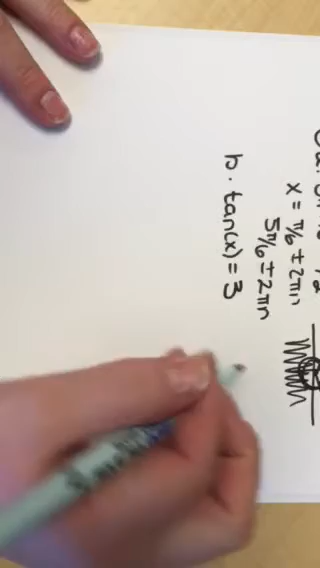 x = π/6 ± 2πn
5π/6 ± 2πn
b. tan(x) = 3